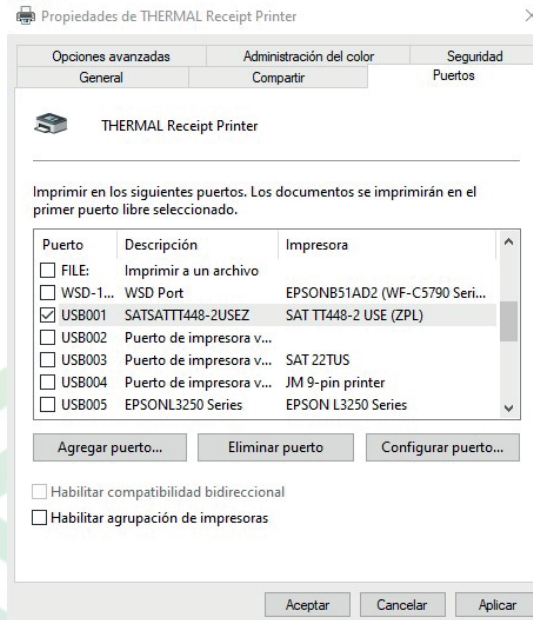 Propiedades de THERMAL Receipt Printer
Opciones avanzadas Administración del color Seguridad
General Compartir Puertos
THERMAL Receipt Printer
Imprimir en los siguientes puertos. Los documentos se imprimirán en el
primer puerto libre seleccionado.
Puerto Descripción Impresora
FILE: Imprimir a un archivo
WSD-1... WSD Port EPSONB51AD2 (WF-C5790 Seri...
USB001 SATSATTT448-2USEZ SAT TT448-2 USE (ZPL)
USB002 Puerto de impresora v...
USB003 Puerto de impresora v... SAT 22TUS
USB004 Puerto de impresora v... JM 9-pin printer
USB005 EPSONL3250 Series EPSON L3250 Series
Agregar puerto... Eliminar puerto Configurar puerto...
Habilitar compatibilidad bidireccional
Habilitar agrupación de impresoras
Aceptar Cancelar Aplicar